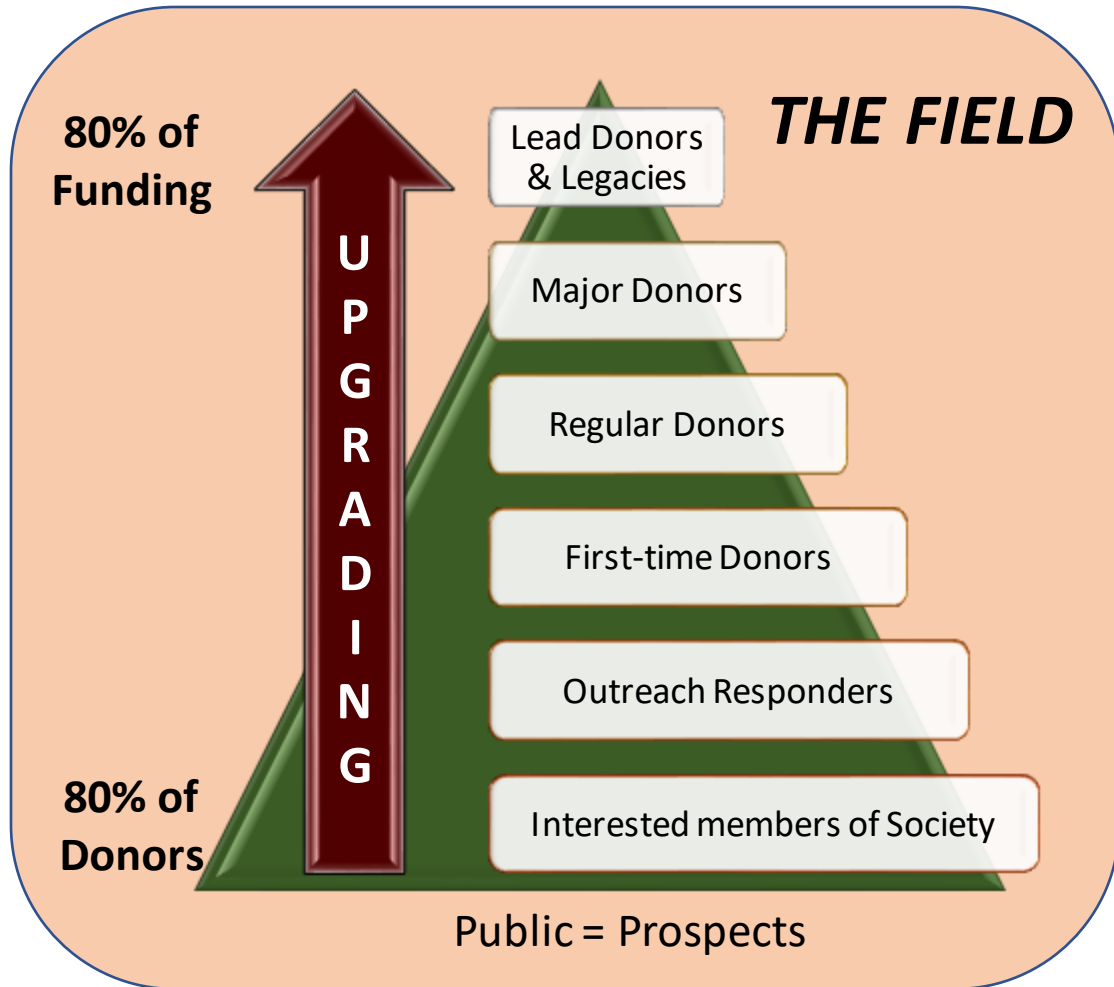 THE FIELD
80% of
Funding
UPGRADING
Lead Donors
& Legacies
Major Donors
Regular Donors
First-time Donors
Outreach Responders
Interested members of Society
80% of
Donors
Public = Prospects